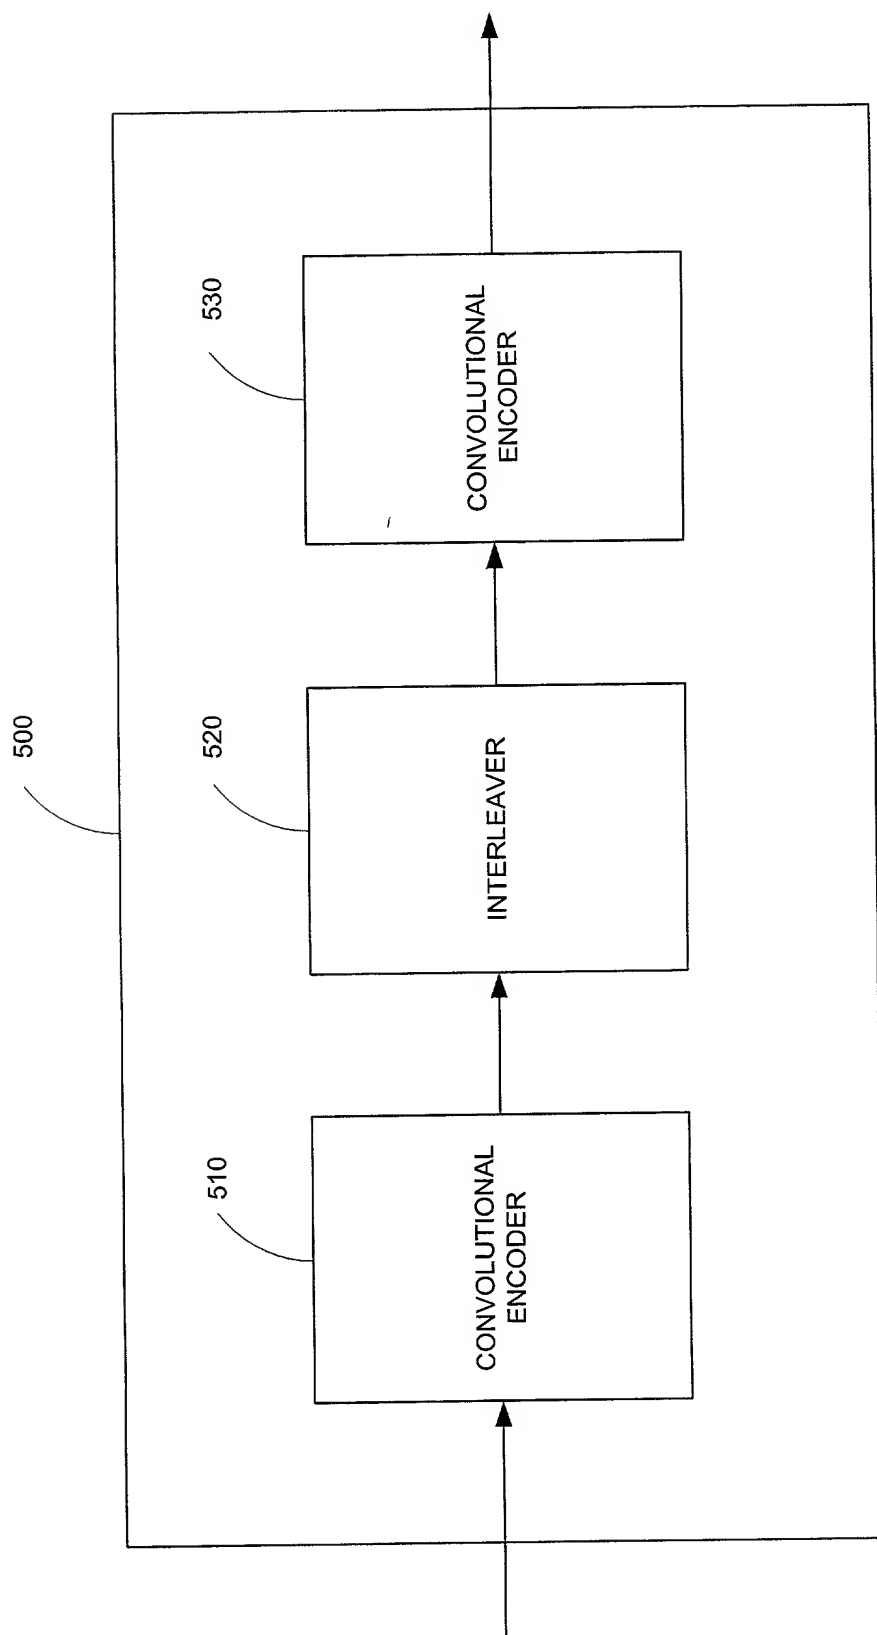 500
510
CONVOLUTIONAL
ENCODER
520
INTERLEAVER
530
CONVOLUTIONAL
ENCODER